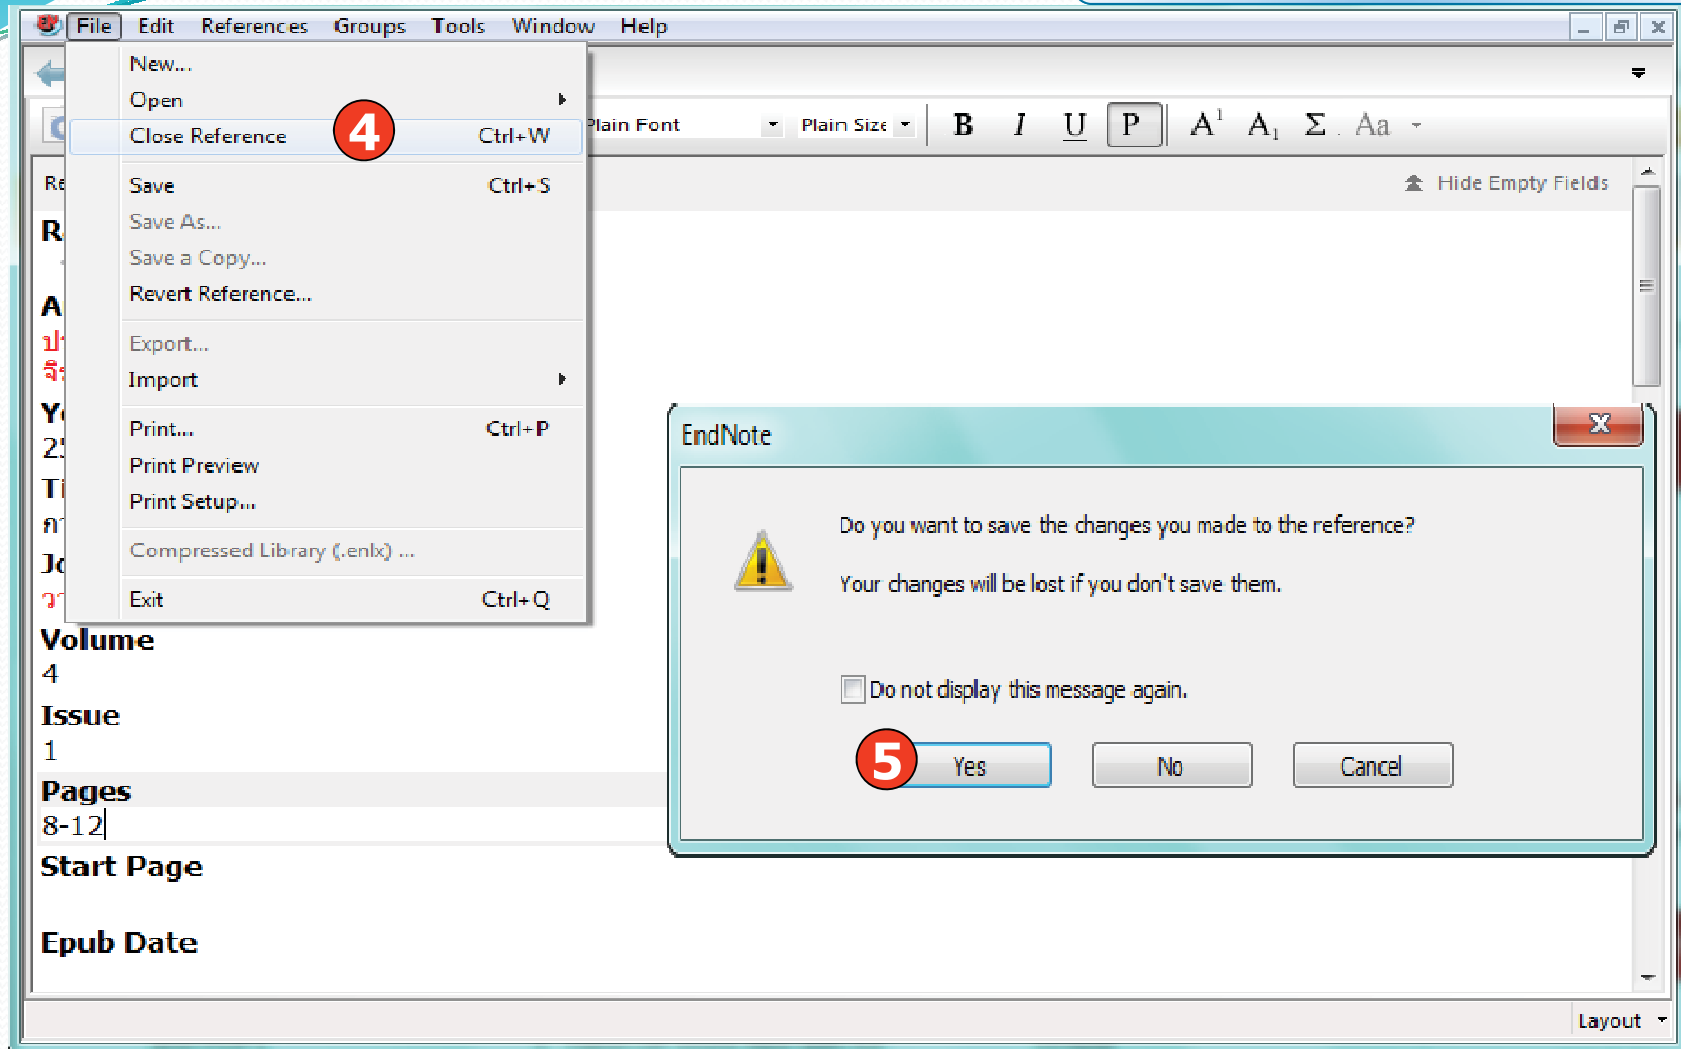 File Edit References Groups Tools Window Help
New...
Open
Close Reference 4 Ctrl+W
Plain Font Plain Size B I U P A¹ A₁ Σ Aa
Save Ctrl+S
Hide Empty Fields
Save As...
Save a Copy...
Revert Reference...
Export...
Import
Print... Ctrl+P
Print Preview
Print Setup...
Compressed Library (.enlx) ...
Exit Ctrl+Q
Volume
4
Issue
1
Pages
8-12
Start Page
Epub Date
EndNote
Do you want to save the changes you made to the reference?
Your changes will be lost if you don't save them.
Do not display this message again.
5 Yes No Cancel
Layout